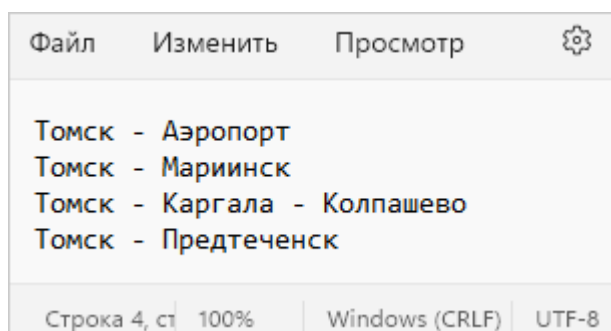 Файл Изменить Просмотр
Томск - Аэропорт
Томск - Мариинск
Томск - Каргала - Колпашево
Томск - Предтеченск
Строка 4, ст 100% Windows (CRLF) UTF-8